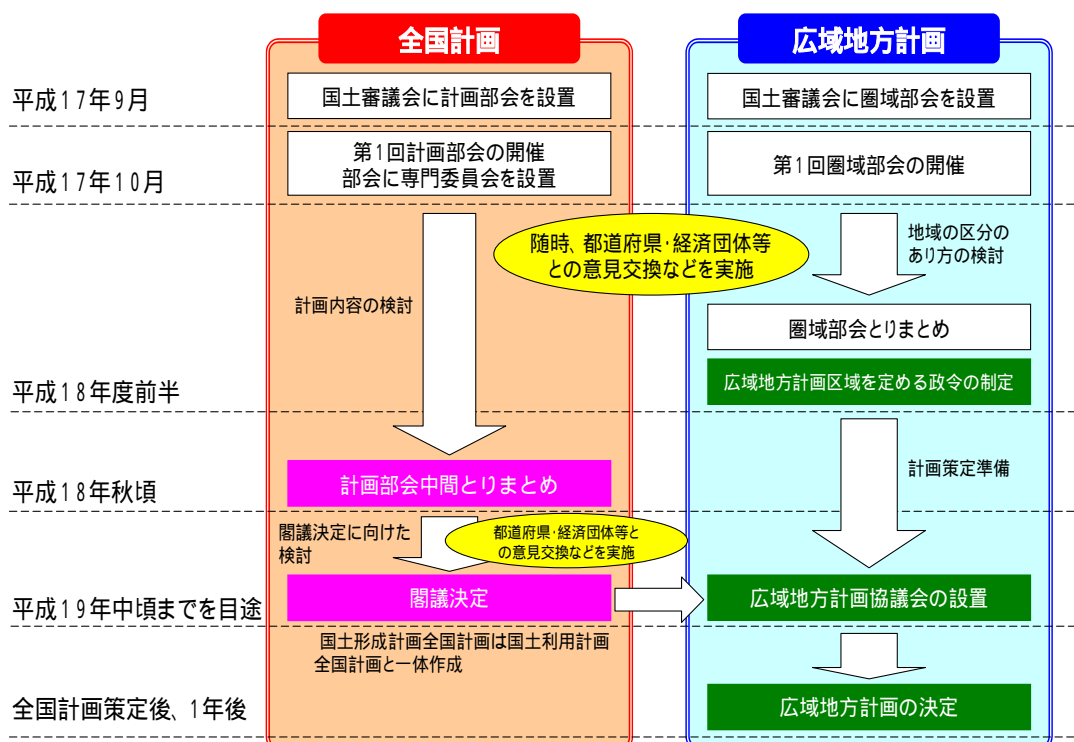 全国計画
広域地方計画
平成17年9月
国土審議会に計画部会を設置
国土審議会に圏域部会を設置
平成17年10月
第1回計画部会の開催
部会に専門委員会を設置
第1回圏域部会の開催
随時、都道府県・経済団体等
との意見交換などを実施
地域の区分の
あり方の検討
計画内容の検討
圏域部会とりまとめ
平成18年度前半
広域地方計画区域を定める政令の制定
計画策定準備
平成18年秋頃
計画部会中間とりまとめ
閣議決定に向けた
検討
都道府県・経済団体等と
の意見交換などを実施
平成19年中頃までを目途
閣議決定
広域地方計画協議会の設置
国土形成計画全国計画は国土利用計画
全国計画と一体作成
全国計画策定後、1年後
広域地方計画の決定